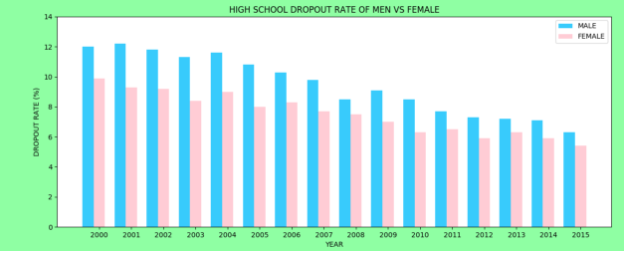 HIGH SCHOOL DROPOUT RATE OF MEN VS FEMALE
MALE
FEMALE
DROPOUT RATE (%)
14
12
10
8
6
4
2
0
2000 2001 2002 2003 2004 2005 2006 2007 2008 2009 2010 2011 2012 2013 2014 2015
YEAR